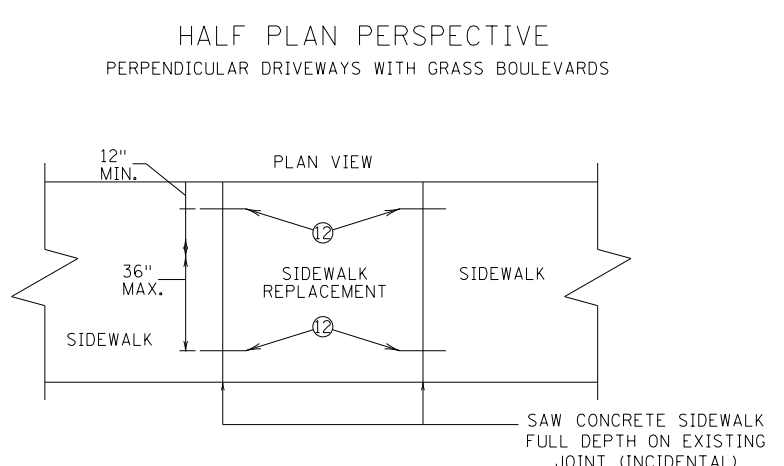 HALF PLAN PERSPECTIVE
PERPENDICULAR DRIVEWAYS WITH GRASS BOULEVARDS
PLAN VIEW
12"
MIN.
12
36"
MAX.
SIDEWALK
REPLACEMENT
SIDEWALK
SIDEWALK
12
SAW CONCRETE SIDEWALK
FULL DEPTH ON EXISTING
JOINT (INCIDENTAL)